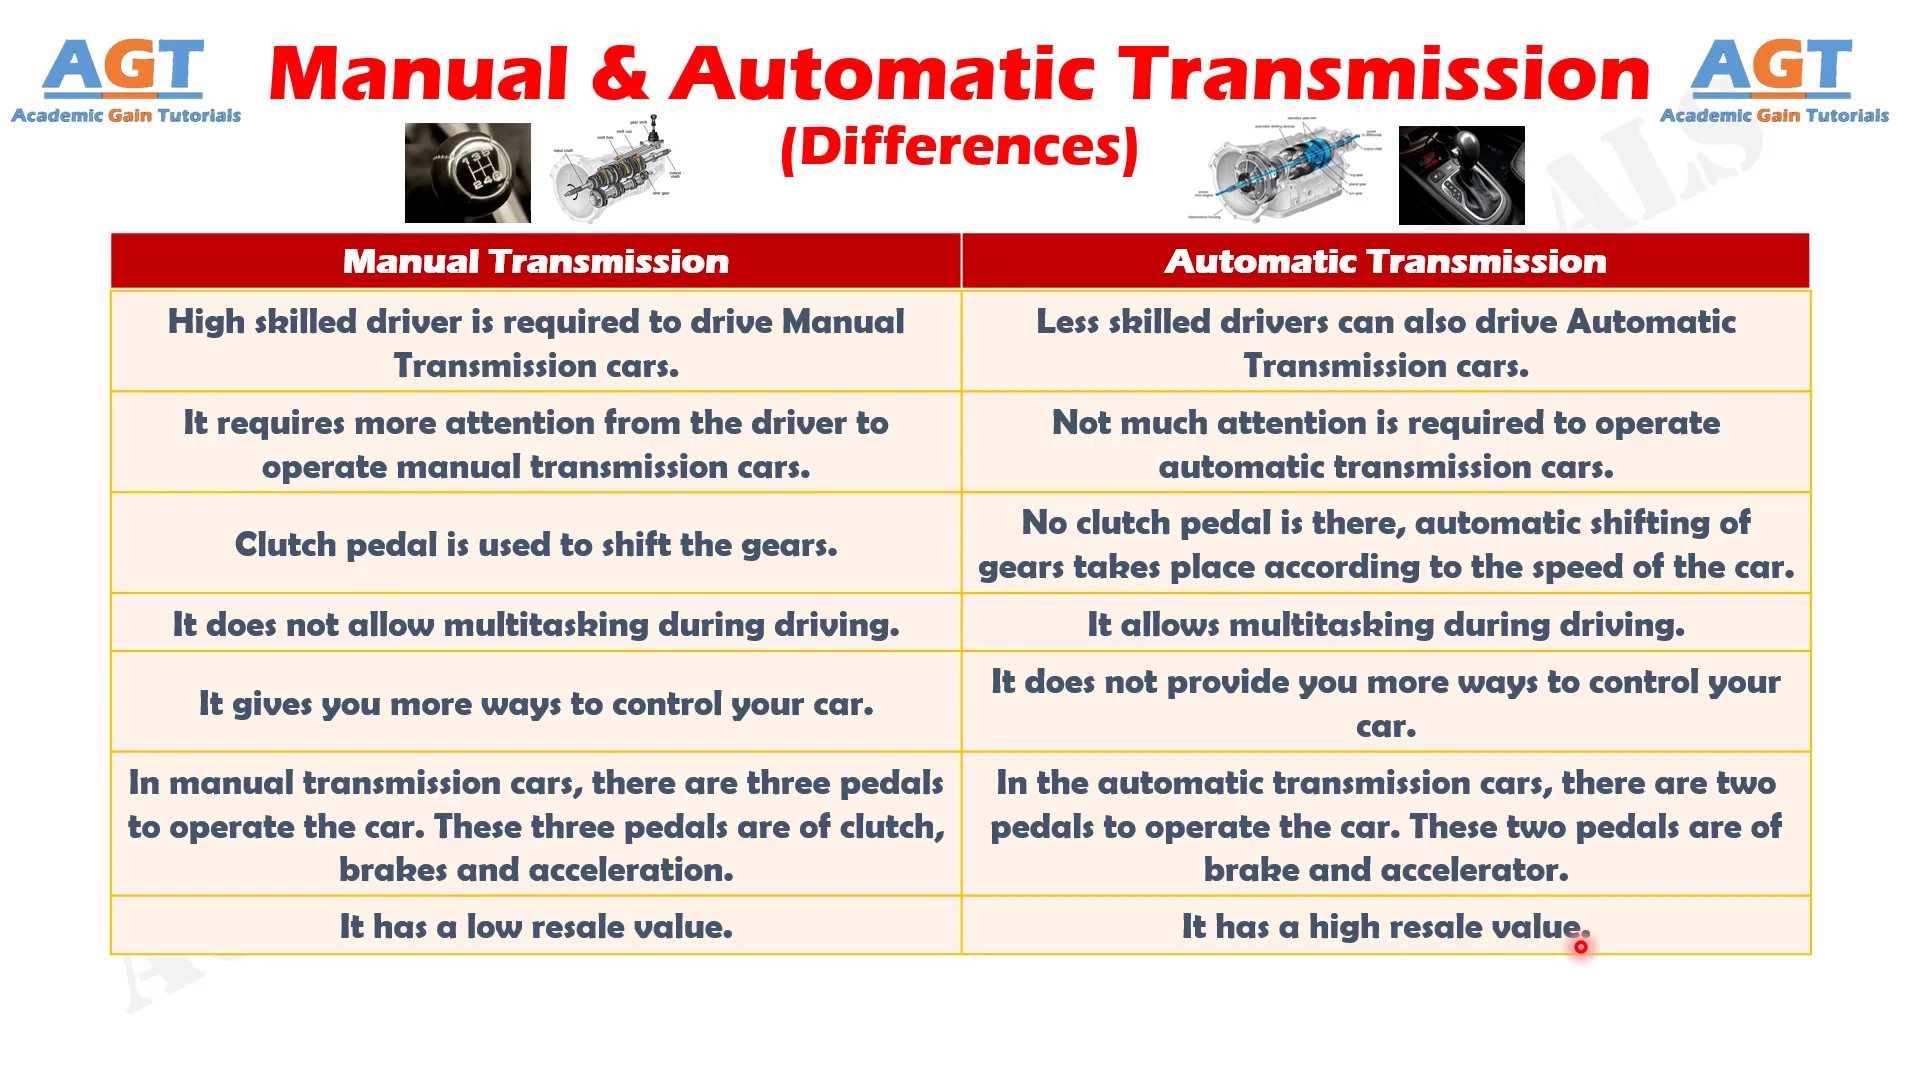 AGT
Academic Gain Tutorials
Manual & Automatic Transmission
(Differences)
AGT
Academic Gain Tutorials
Manual Transmission
Automatic Transmission
High skilled driver is required to drive Manual
Transmission cars.
Less skilled drivers can also drive Automatic
Transmission cars.
It requires more attention from the driver to
operate manual transmission cars.
Not much attention is required to operate
automatic transmission cars.
Clutch pedal is used to shift the gears.
No clutch pedal is there, automatic shifting of
gears takes place according to the speed of the car.
It does not allow multitasking during driving.
It allows multitasking during driving.
It gives you more ways to control your car.
It does not provide you more ways to control your
car.
In manual transmission cars, there are three pedals
to operate the car. These three pedals are of clutch,
brakes and acceleration.
In the automatic transmission cars, there are two
pedals to operate the car. These two pedals are of
brake and accelerator.
It has a low resale value.
It has a high resale value.